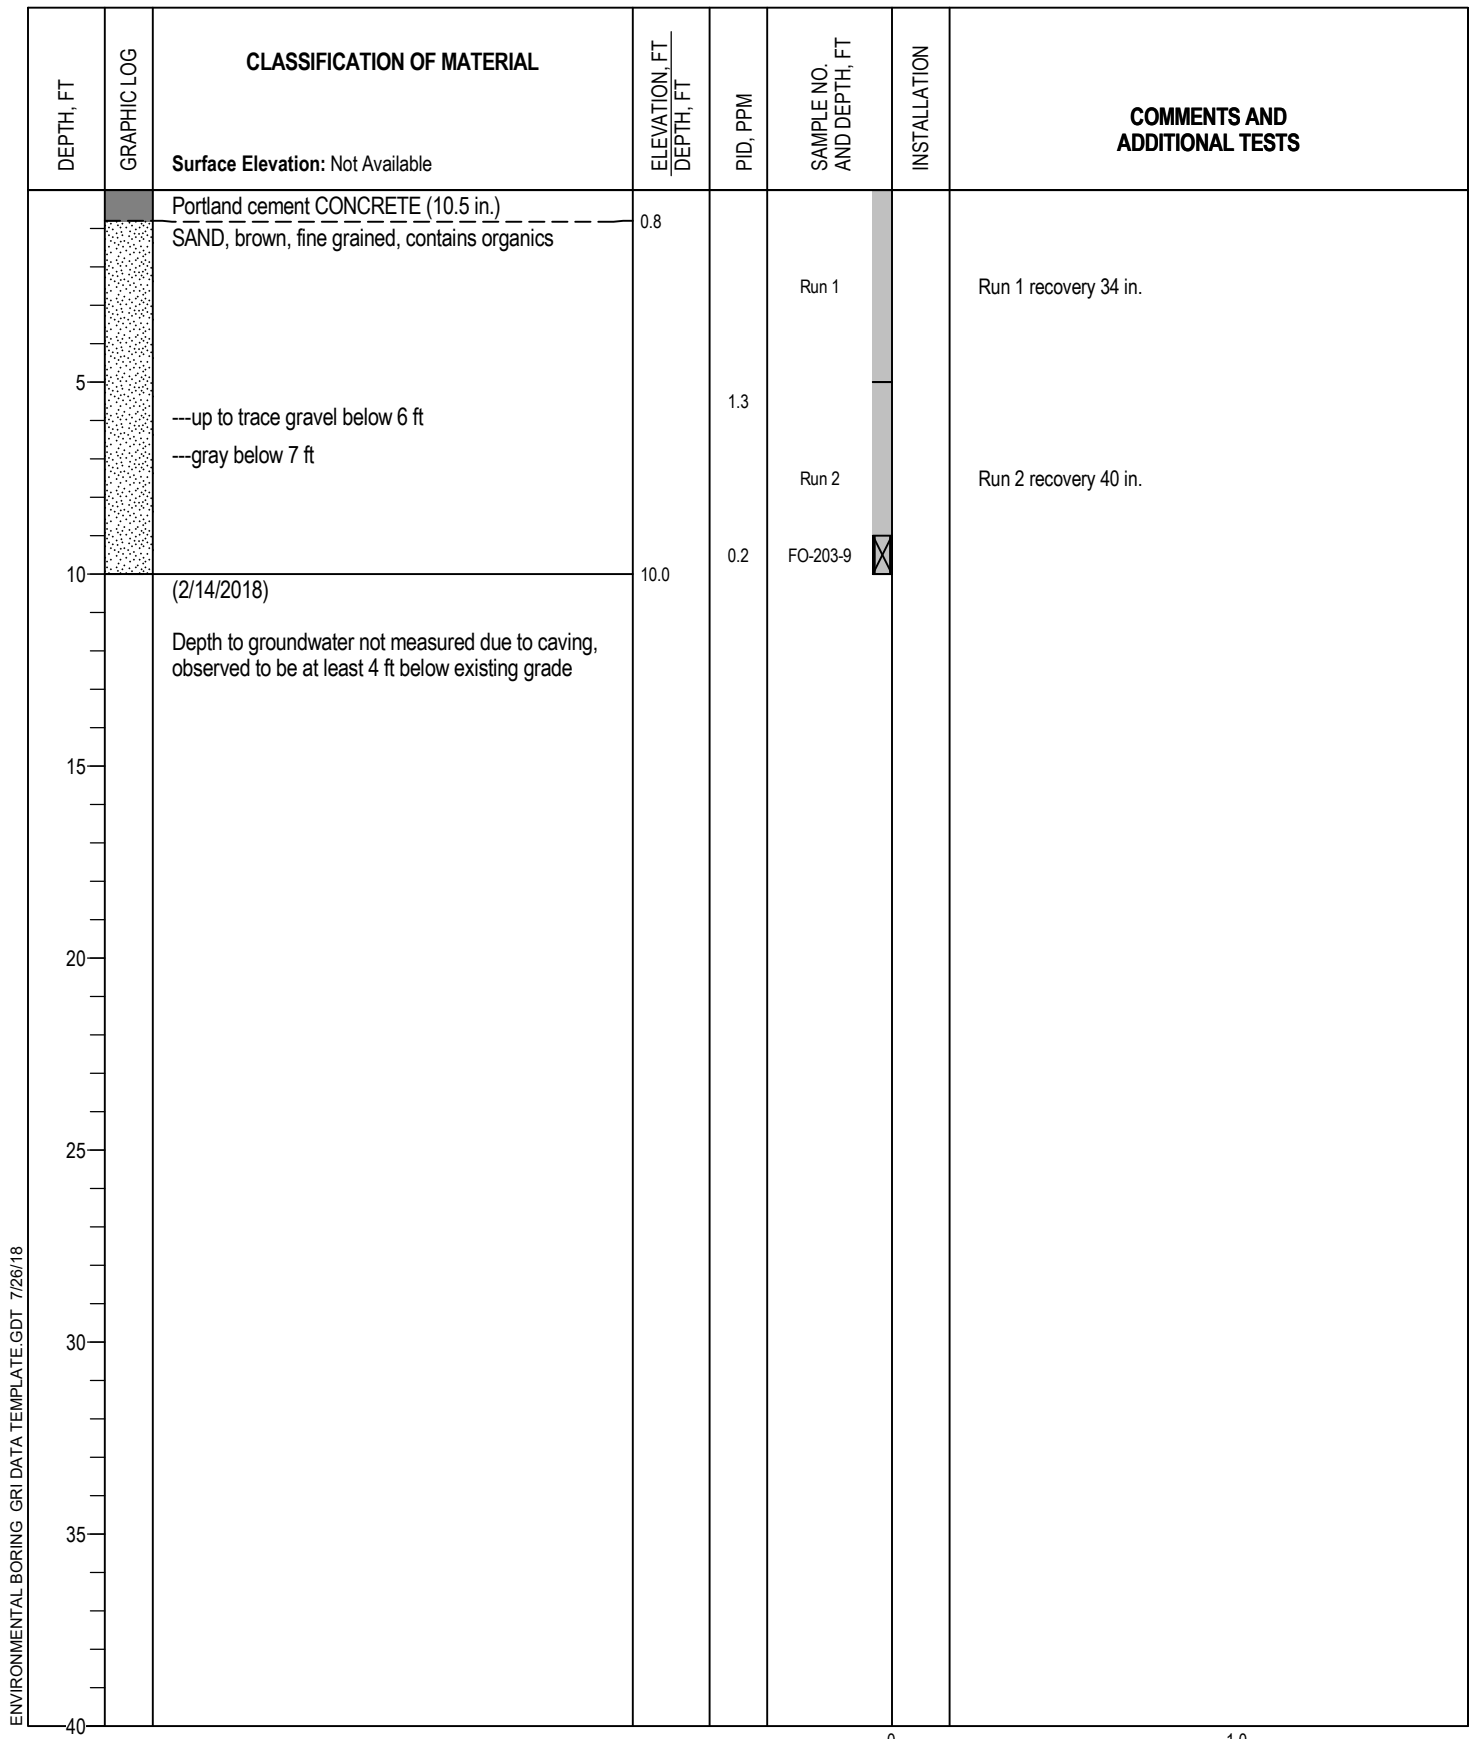 DEPTH, FT
GRAPHIC LOG
CLASSIFICATION OF MATERIAL
Surface Elevation: Not Available
ELEVATION, FT
DEPTH, FT
PID, PPM
SAMPLE NO.
AND DEPTH, FT
INSTALLATION
COMMENTS AND
ADDITIONAL TESTS
Portland cement CONCRETE (10.5 in.)
0.8
SAND, brown, fine grained, contains organics
Run 1
Run 1 recovery 34 in.
5
1.3
---up to trace gravel below 6 ft
---gray below 7 ft
Run 2
Run 2 recovery 40 in.
0.2
FO-203-9
10
10.0
(2/14/2018)
Depth to groundwater not measured due to caving,
observed to be at least 4 ft below existing grade
15
20
25
30
35
40
ENVIRONMENTAL BORING GRI DATA TEMPLATE.GDT 7/26/18
0
1.0